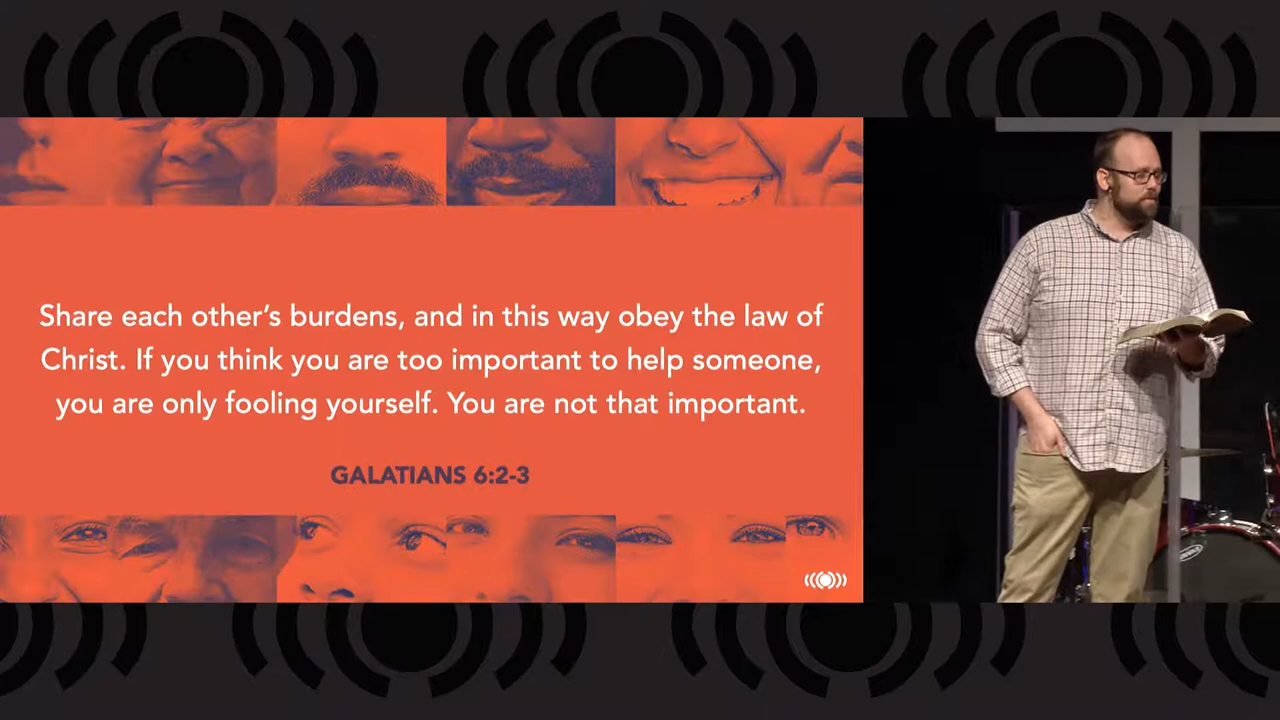 Share each other's burdens, and in this way obey the law of
Christ. If you think you are too important to help someone,
you are only fooling yourself. You are not that important.
GALATIANS 6:2-3